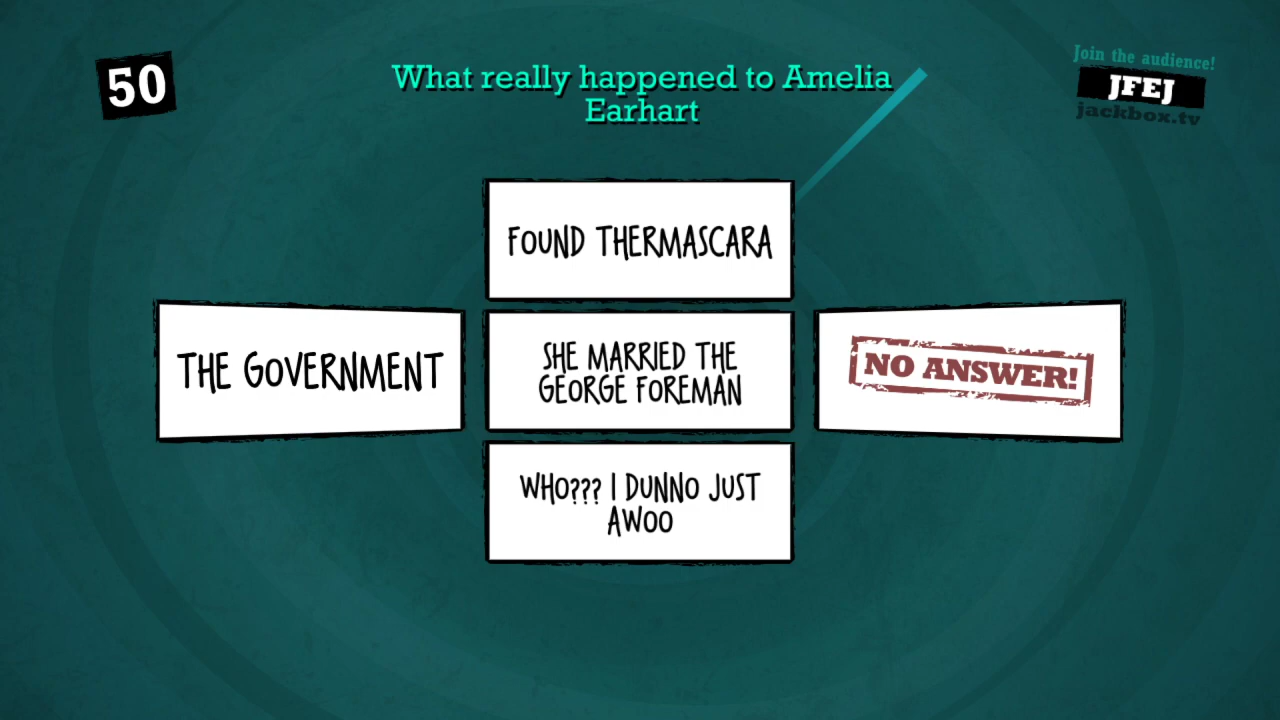 50
What really happened to Amelia
Earhart
Join the audience!
JFEJ
jackbox.tv
FOUND THERMASCARA
THE GOVERNMENT
SHE MARRIED THE
GEORGE FOREMAN
NO ANSWER!
WHO??? I DUNNO JUST
AWOO